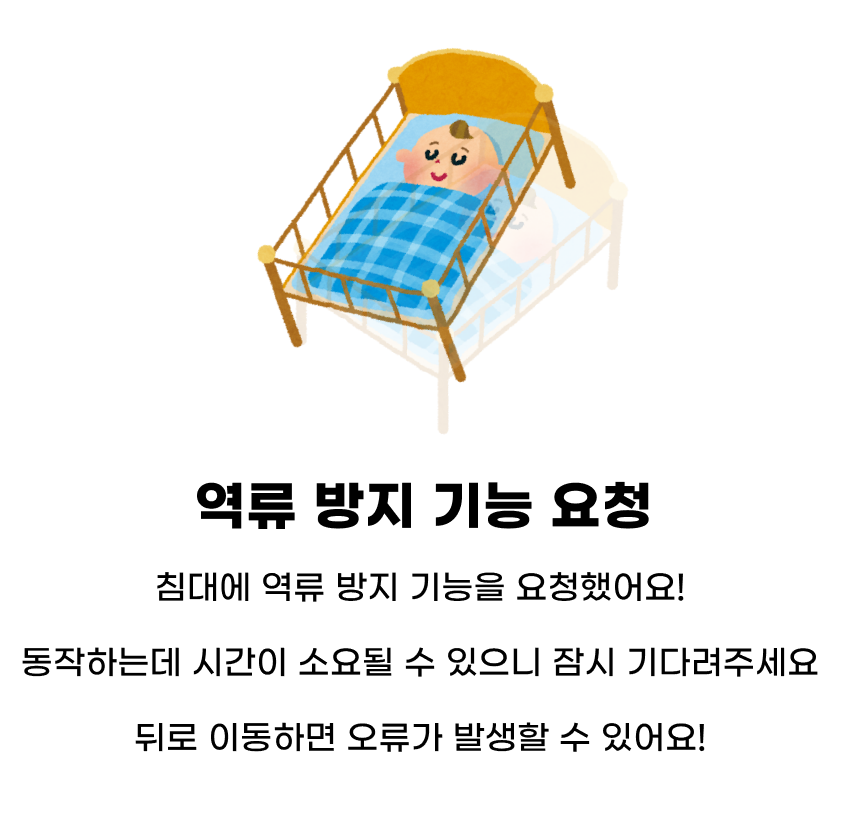 역류 방지 기능 요청
침대에 역류 방지 기능을 요청했어요!
동작하는데 시간이 소요될 수 있으니 잠시 기다려주세요
뒤로 이동하면 오류가 발생할 수 있어요!